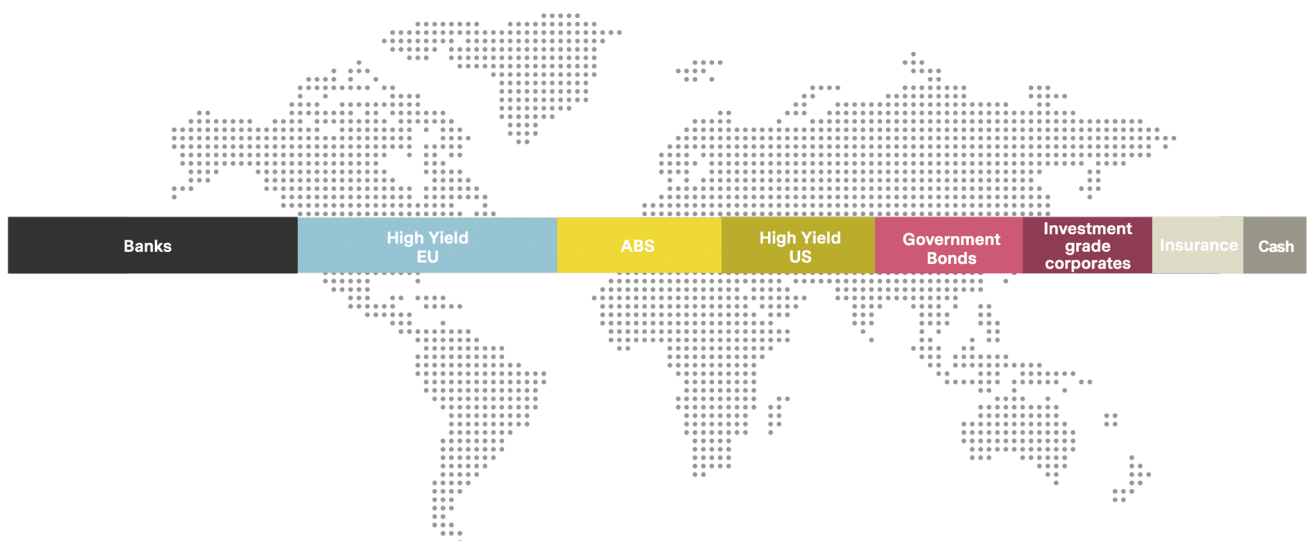 Banks
High Yield
EU
ABS
High Yield
US
Government
Bonds
Investment
grade
corporates
Insurance
Cash